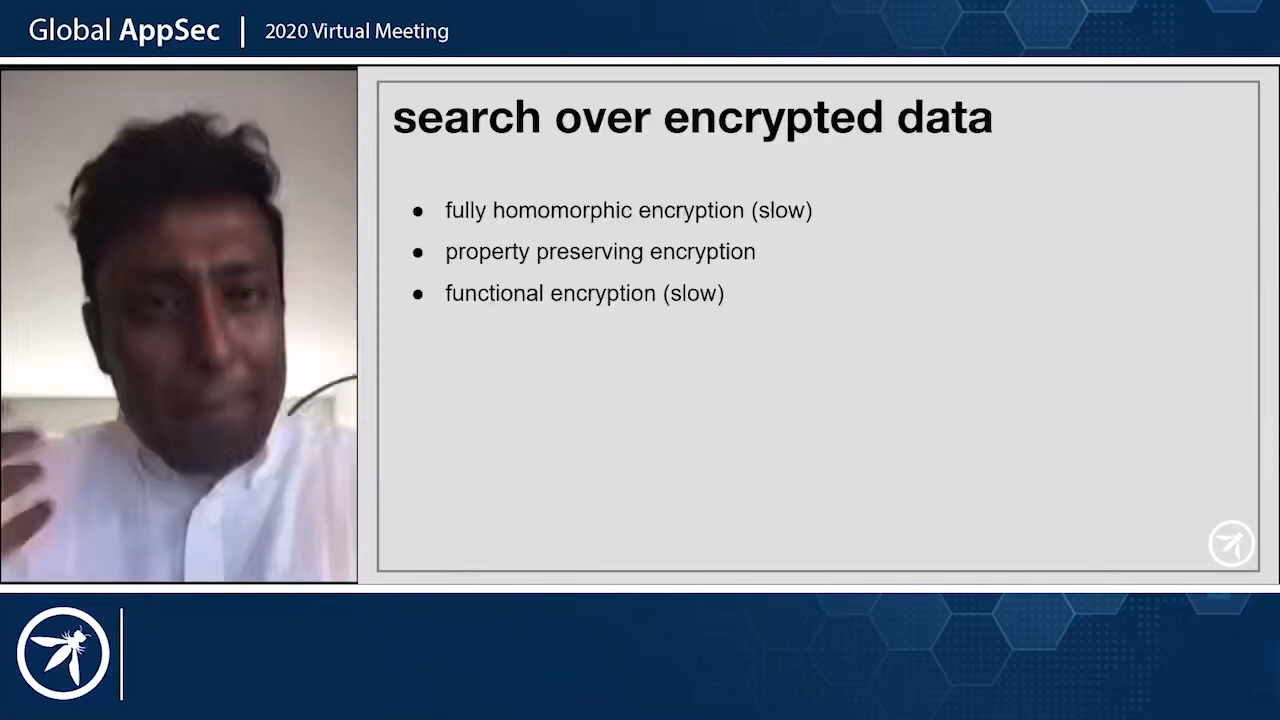 Global AppSec | 2020 Virtual Meeting
search over encrypted data
● fully homomorphic encryption (slow)
● property preserving encryption
● functional encryption (slow)